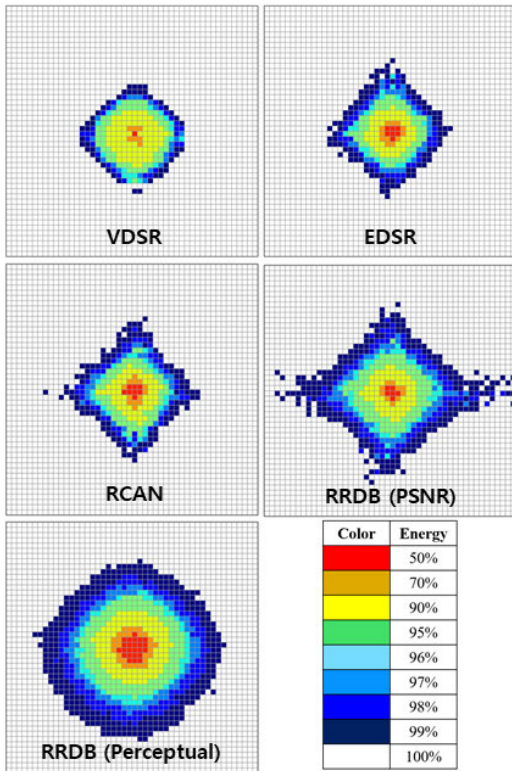 VDSR
EDSR
RCAN
RRDB (PSNR)
RRDB (Perceptual)
Color Energy
50%
70%
90%
95%
96%
97%
98%
99%
100%